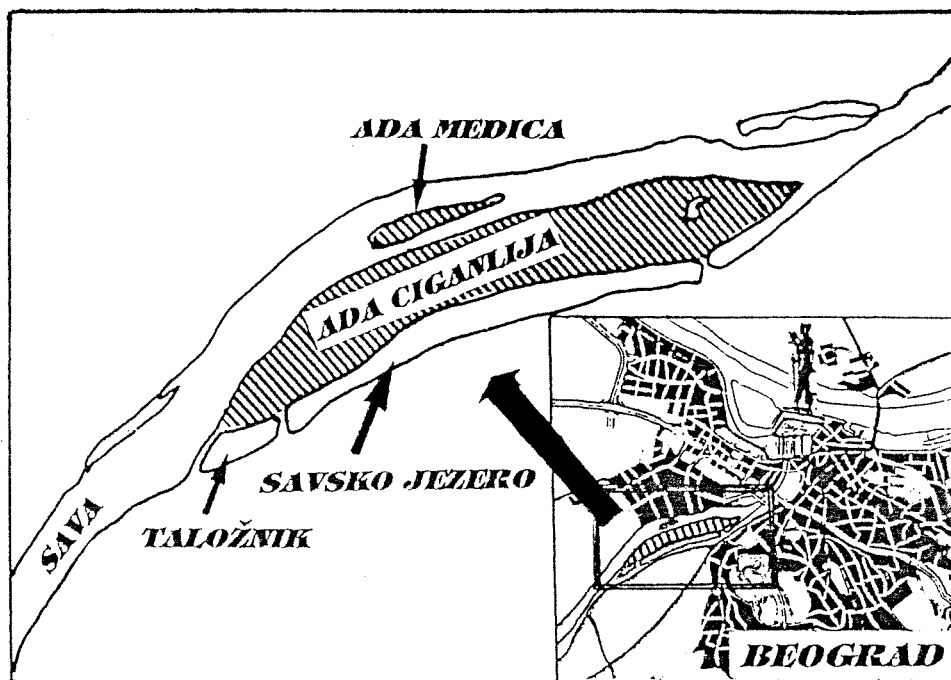 ADA MEDICA
ADA CIGANLIJA
SAVSKO JEZERO
TALOŽNIK
SAVA
BEOGRAD